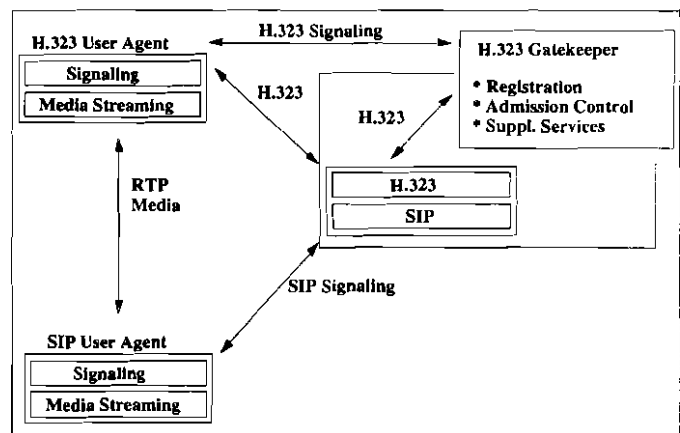 H.323 User Agent
Signaling
Media Streaming
H.323 Signaling
H.323 Gatekeeper
* Registration
* Admission Control
* Suppl. Services
H.323
H.323
H.323
SIP
RTP
Media
SIP Signaling
SIP User Agent
Signaling
Media Streaming